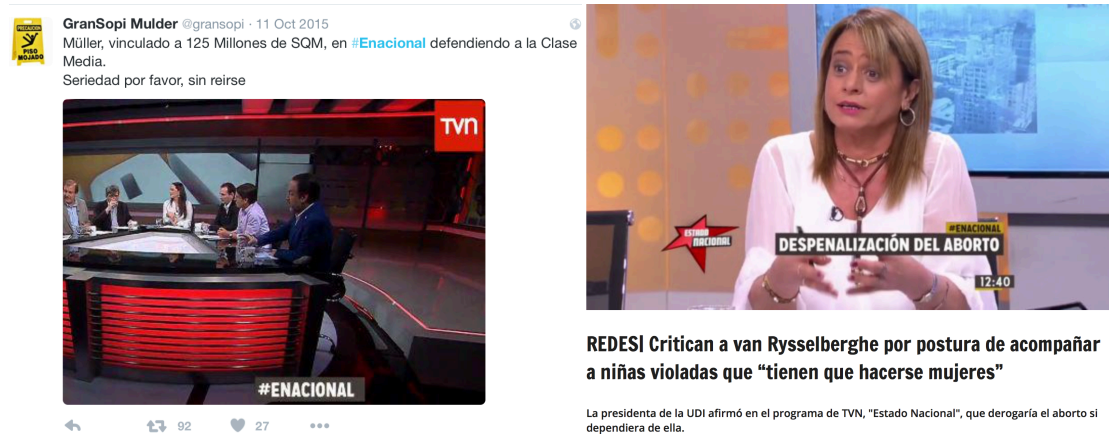 GranSopi Mulder @gransopi · 11 Oct 2015
PRECAUCION
PISO
MOJADO
Müller, vinculado a 125 Millones de SQM, en #Enacional defendiendo a la Clase
Media.
Seriedad por favor, sin reirse
TVN
#ENACIONAL
92
27
ESTADO
NACIONAL
#ENACIONAL
DESPENALIZACIÓN DEL ABORTO
12:40
REDES| Critican a van Rysselberghe por postura de acompañar
a niñas violadas que “tienen que hacerse mujeres”
La presidenta de la UDI afirmó en el programa de TVN, "Estado Nacional", que derogaría el aborto si
dependiera de ella.